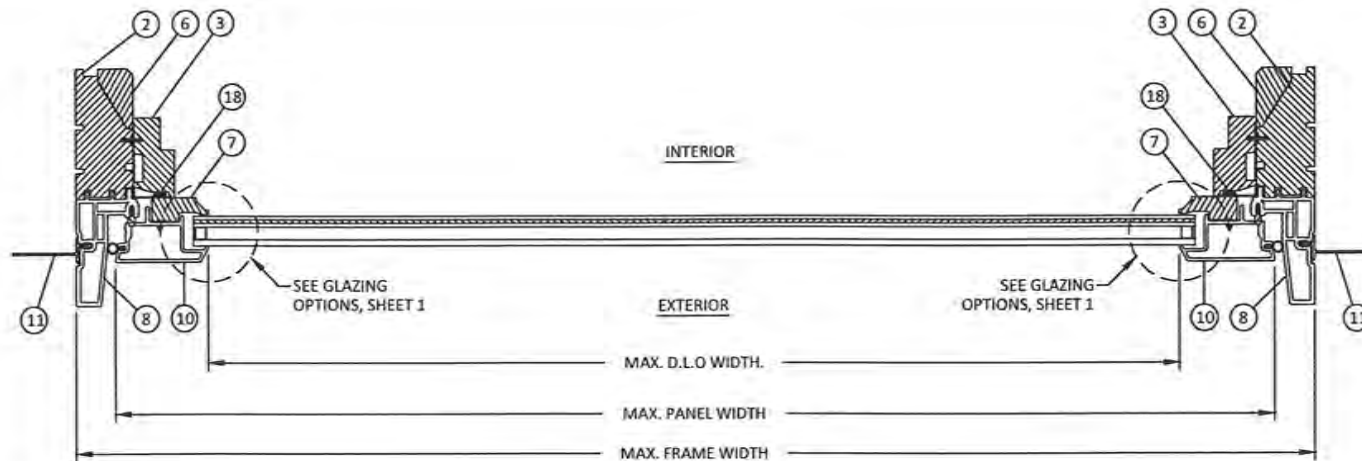 2 6 3 3 6 2
18 18
7 7
INTERIOR
SEE GLAZING
OPTIONS, SHEET 1
EXTERIOR
SEE GLAZING
OPTIONS, SHEET 1
11 8 10 10 8 11
MAX. D.L.O WIDTH.
MAX. PANEL WIDTH
MAX. FRAME WIDTH